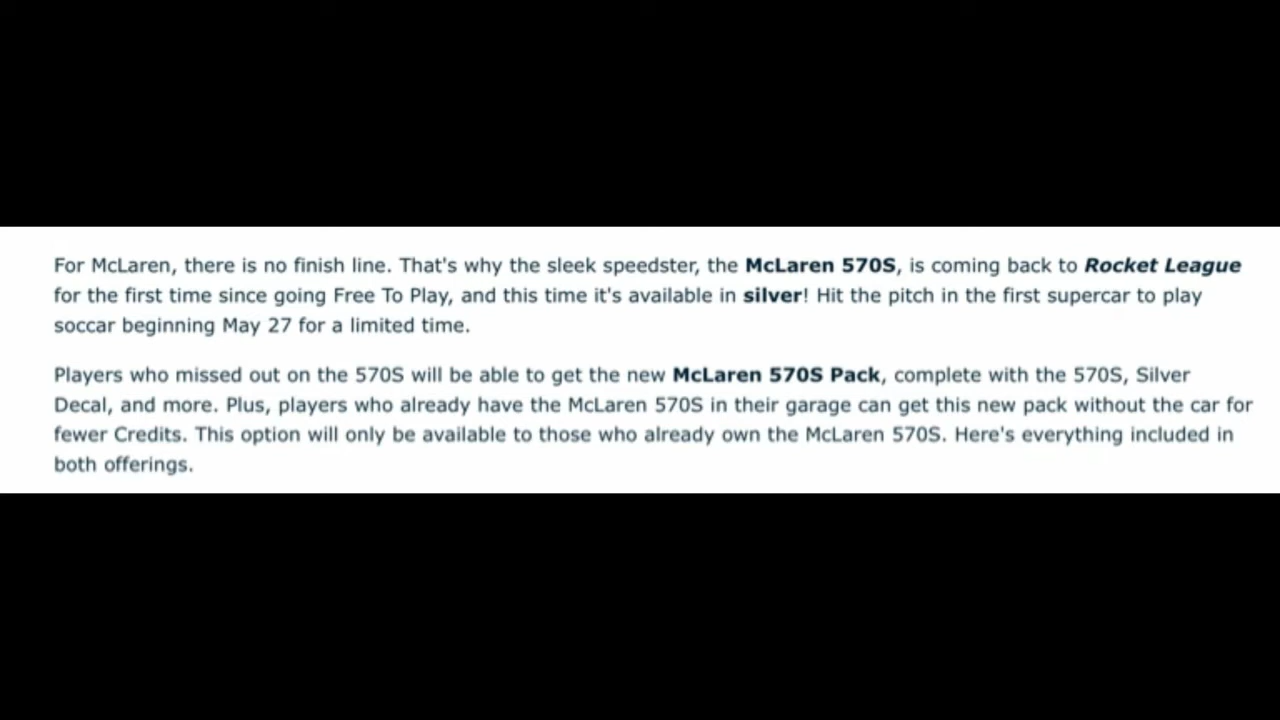 For McLaren, there is no finish line. That's why the sleek speedster, the McLaren 570S, is coming back to Rocket League
for the first time since going Free To Play, and this time it's available in silver! Hit the pitch in the first supercar to play
soccar beginning May 27 for a limited time.
Players who missed out on the 570S will be able to get the new McLaren 570S Pack, complete with the 570S, Silver
Decal, and more. Plus, players who already have the McLaren 570S in their garage can get this new pack without the car for
fewer Credits. This option will only be available to those who already own the McLaren 570S. Here's everything included in
both offerings.